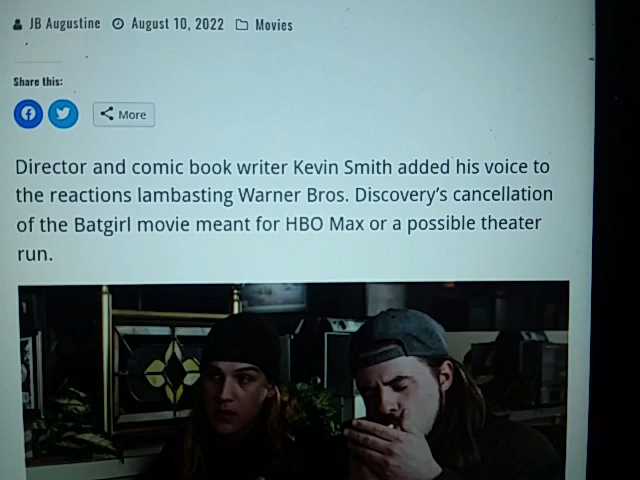 JB Augustine August 10, 2022 Movies
Share this:
More
Director and comic book writer Kevin Smith added his voice to
the reactions lambasting Warner Bros. Discovery's cancellation
of the Batgirl movie meant for HBO Max or a possible theater
run.